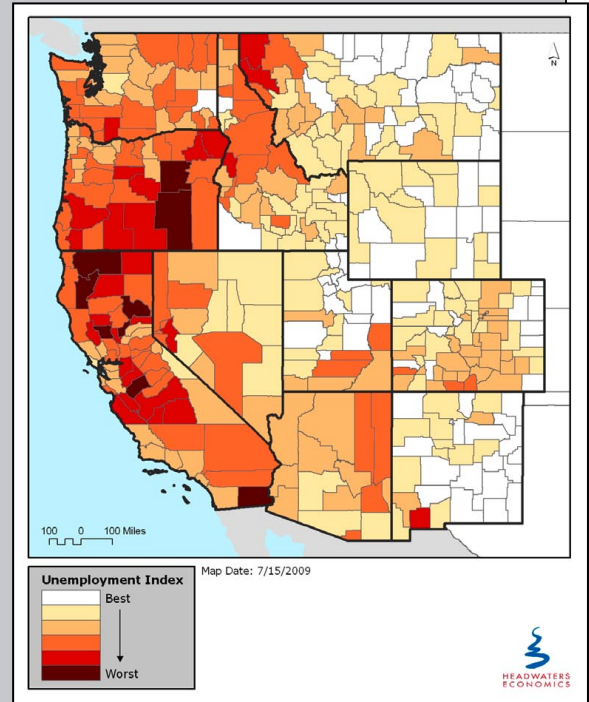 N
100 0 100 Miles
Map Date: 7/15/2009
Unemployment Index
Best
Worst
HEADWATERS
ECONOMICS